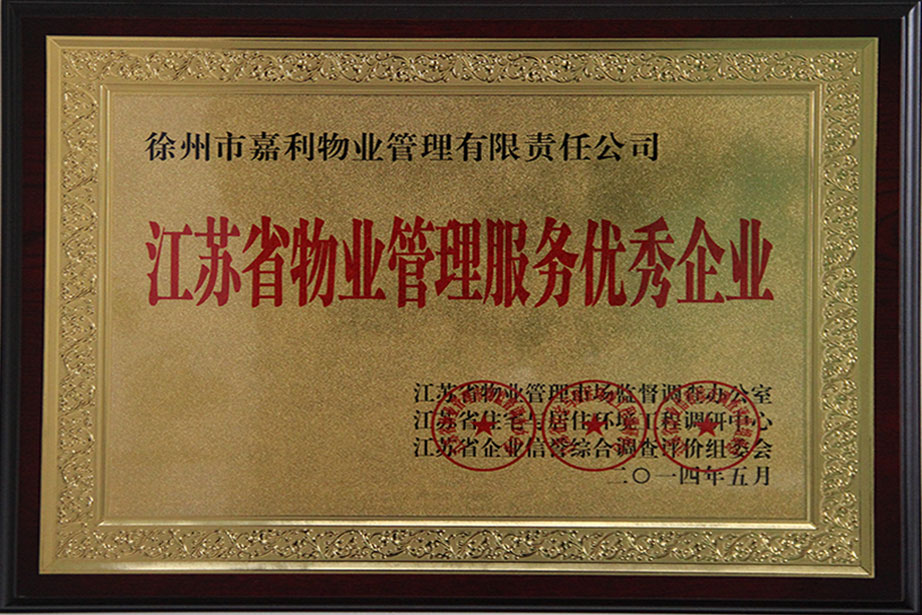 徐州市嘉利物业管理有限责任公司
江苏省物业管理服务优秀企业
江苏省物业管理市场监督调查办公室
江苏省住宅与居住环境工程调研中心
江苏省企业信誉综合调查评价组委会
二〇一四年五月